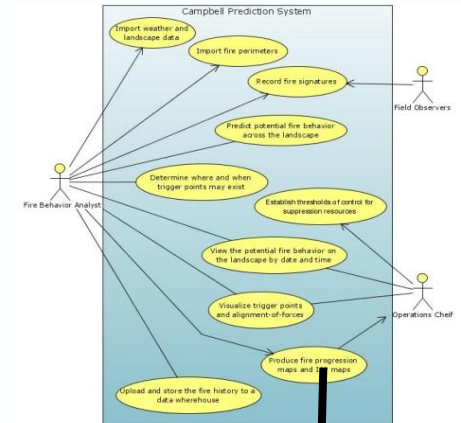 Campbell Prediction System
Import weather and
landscape data
Import fire perimeters
Record fire signatures
Field Observers
Predict potential fire behavior
across the landscape
Determine where and when
trigger points may exist
Fire Behavior Analyst
Establish thresholds of control for
suppression resources
View the potential fire behavior on
the landscape by date and time
Visualize trigger points
and alignment-of-forces
Operations Cheif
Produce fire progression
maps and maps
Upload and store the fire history to a
data wherehouse